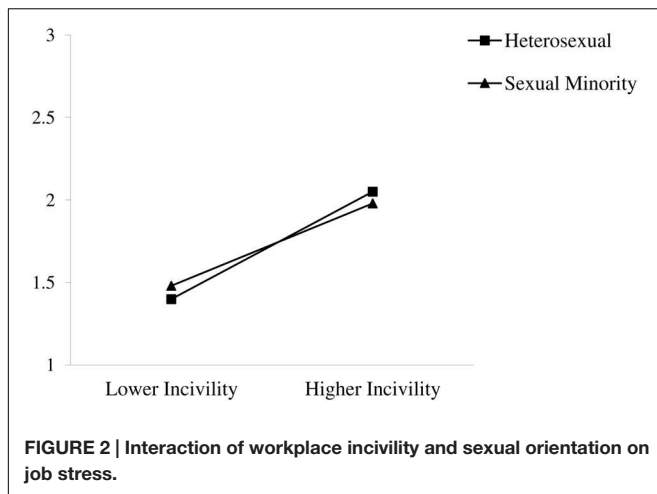 3
Heterosexual
Sexual Minority
2.5
2
1.5
1
Lower Incivility Higher Incivility
FIGURE 2 | Interaction of workplace incivility and sexual orientation on
job stress.